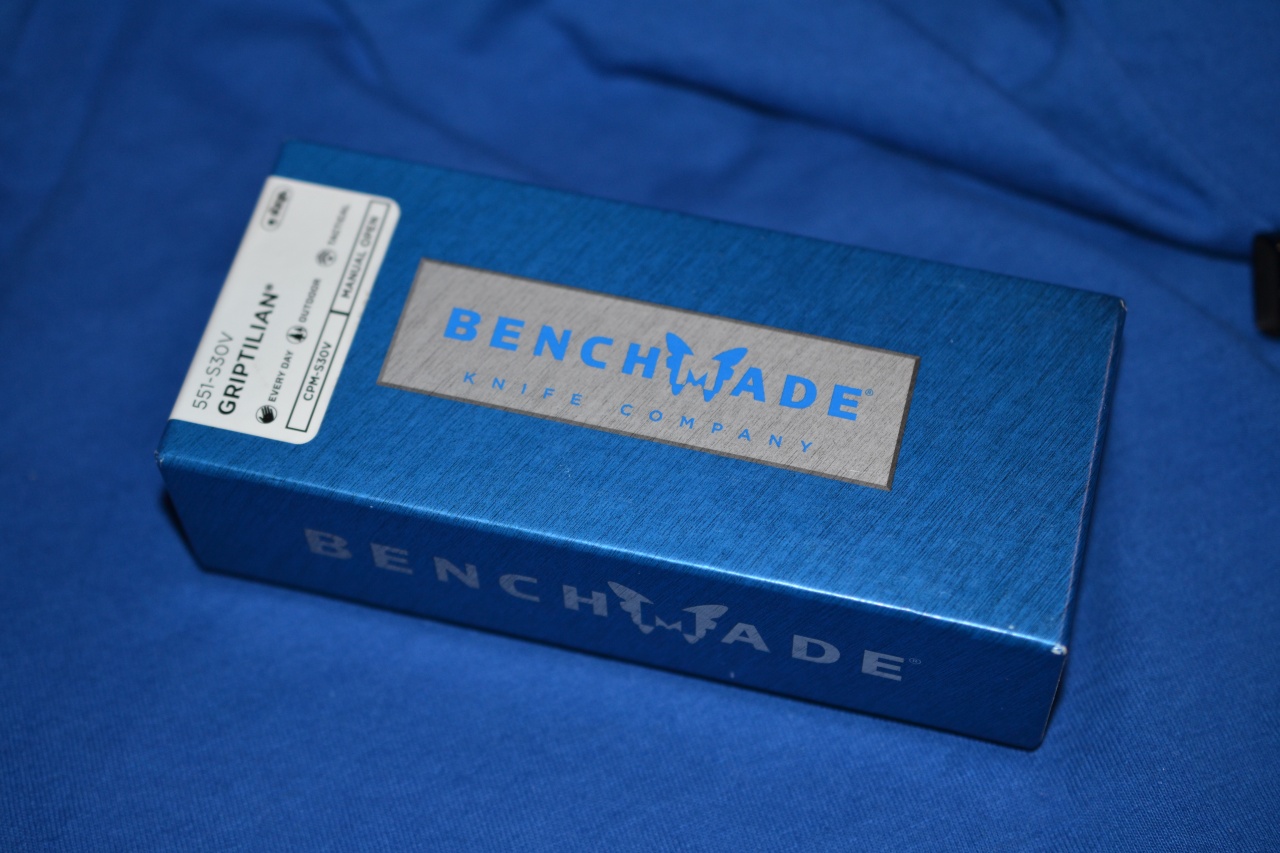 551-S30V
GRIPTILIAN®
EVERY DAY OUTDOOR TACTICAL
CPM-S30V MANUAL OPEN
BENCHMADE®
KNIFE COMPANY
BENCHMADE®